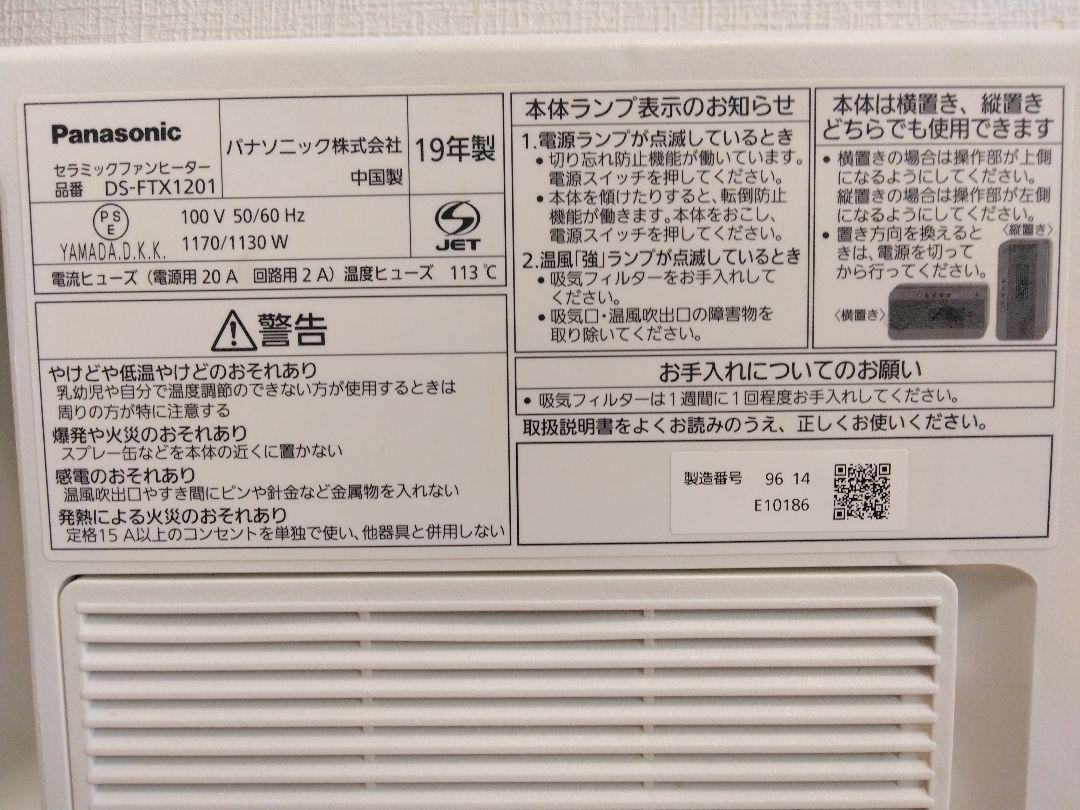 Panasonic
セラミックファンヒーター
品番 DS-FTX1201
パナソニック株式会社
中国製
19年製
PSE
YAMADA.D.K.K.
100 V 50/60 Hz
1170/1130 W
JET
電流ヒューズ（電源用 20 A 回路用 2 A）温度ヒューズ 113 ℃
警告
やけどや低温やけどのおそれあり
乳幼児や自分で温度調節のできない方が使用するときは
周りの方が特に注意する
爆発や火災のおそれあり
スプレー缶などを本体の近くに置かない
感電のおそれあり
温風吹出口やすき間にピンや針金など金属物を入れない
発熱による火災のおそれあり
定格15 A以上のコンセントを単独で使い、他器具と併用しない
本体ランプ表示のお知らせ
1.電源ランプが点滅しているとき
• 切り忘れ防止機能が働いています。
電源スイッチを押してください。
• 本体を傾けたりすると、転倒防止
機能が働きます。本体をおこし、
電源スイッチを押してください。
2.温風「強」ランプが点滅しているとき
• 吸気フィルターをお手入れして
ください。
• 吸気口・温風吹出口の障害物を
取り除いてください。
本体は横置き、縦置き
どちらでも使用できます
• 横置きの場合は操作部が上側
になるようにしてください。
縦置きの場合は操作部が左側
になるようにしてください。
• 置き方向を換えると
きは、電源を切って
から行ってください。
〈縦置き〉
〈横置き〉
お手入れについてのお願い
• 吸気フィルターは1週間に1回程度お手入れしてください。
取扱説明書をよくお読みのうえ、正しくお使いください。
製造番号 96 14
E10186